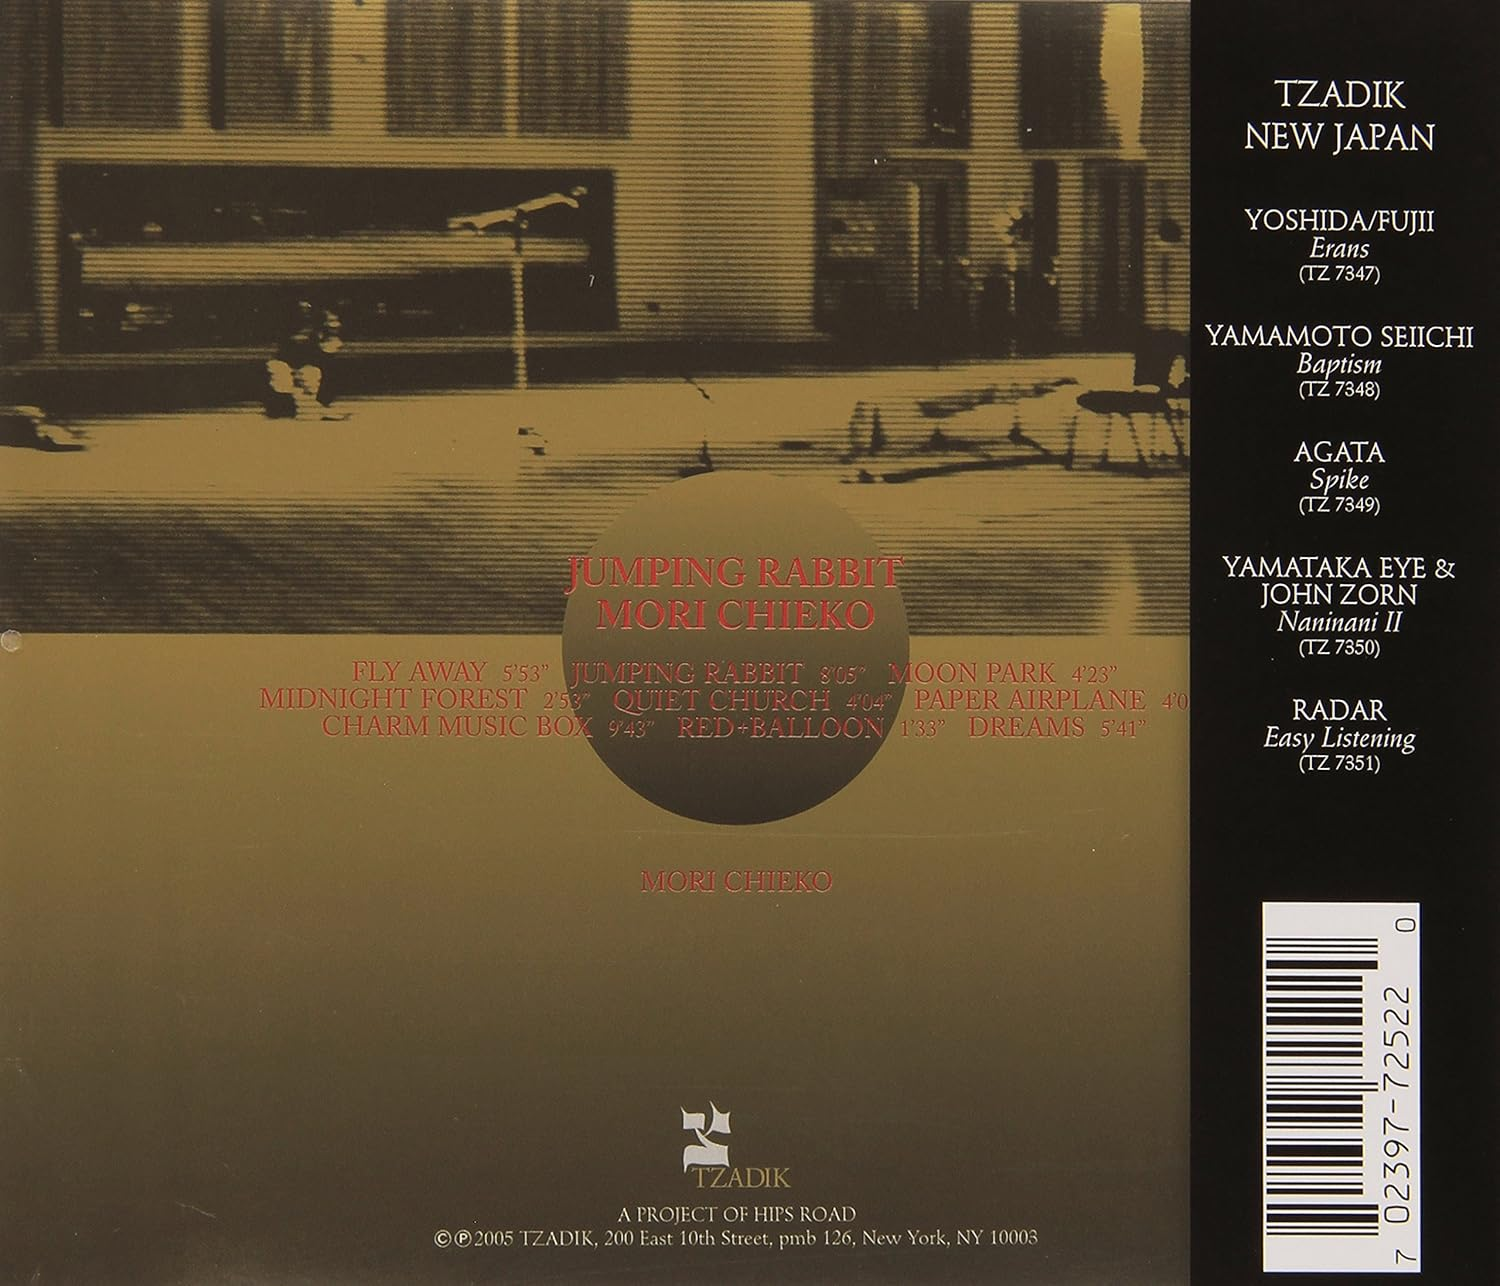 JUMPING RABBIT
MORI CHIEKO
FLY AWAY 5'53" JUMPING RABBIT 8'05" MOON PARK 4'23"
MIDNIGHT FOREST 2'53" QUIET CHURCH 4'04" PAPER AIRPLANE 4'0
CHARM MUSIC BOX 9'43" RED+BALLOON 1'33" DREAMS 5'41"
MORI CHIEKO
TZADIK
A PROJECT OF HIPS ROAD
©℗2005 TZADIK, 200 East 10th Street, pmb 126, New York, NY 10003
TZADIK
NEW JAPAN
YOSHIDA/FUJII
Erans
(TZ 7347)
YAMAMOTO SEIICHI
Baptism
(TZ 7348)
AGATA
Spike
(TZ 7349)
YAMATAKA EYE &
JOHN ZORN
Naninani II
(TZ 7350)
RADAR
Easy Listening
(TZ 7351)
7 02397-72522 0